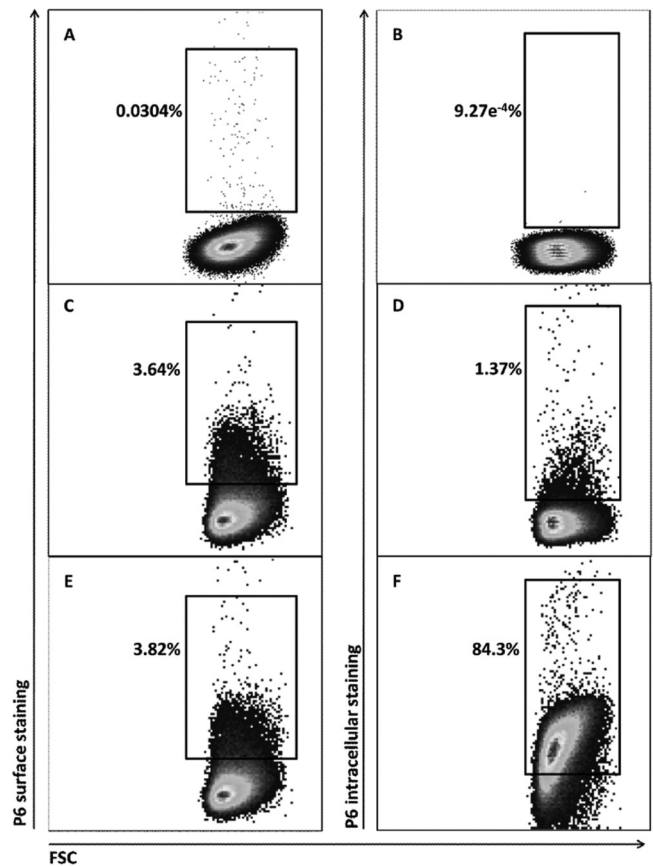 A
0.0304%
B
9.27e⁻⁴%
C
3.64%
D
1.37%
E
3.82%
F
84.3%
P6 surface staining
P6 intracellular staining
FSC